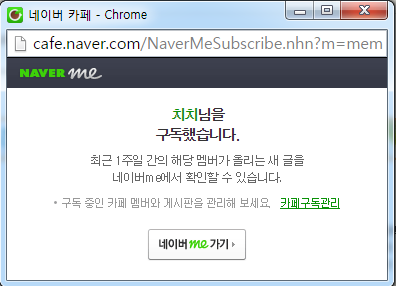 네이버 카페 - Chrome
cafe.naver.com/NaverMeSubscribe.nhn?m=mem
NAVER me
치치님을
구독했습니다.
최근 1주일 간의 해당 멤버가 올리는 새 글을
네이버me에서 확인할 수 있습니다.
• 구독 중인 카페 멤버와 게시판을 관리해 보세요. 카페구독관리
네이버me 가기 ›